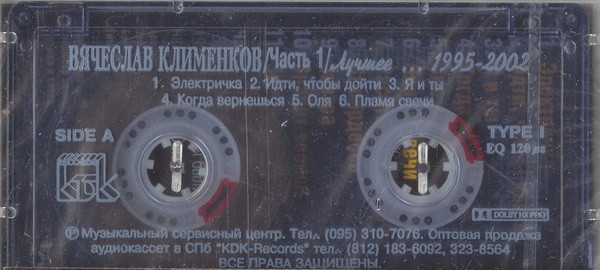 ВЯЧЕСЛАВ КЛИМЕНКОВ/Часть 1/Лучшее ... 1995-2002
1. Электричка 2. Идти, чтобы дойти 3. Я и ты
4. Когда вернешься 5. Оля 6. Пламя свечи
SIDE A
TYPE I
EQ 120 μs
KDK
DOLBY HX PRO
℗ Музыкальный сервисный центр. Тел. (095) 310-7076. Оптовая продажа
аудиокассет в СПб "KDK-Records" тел. (812) 183-6092, 323-8564
ВСЕ ПРАВА ЗАЩИЩЕНЫ.